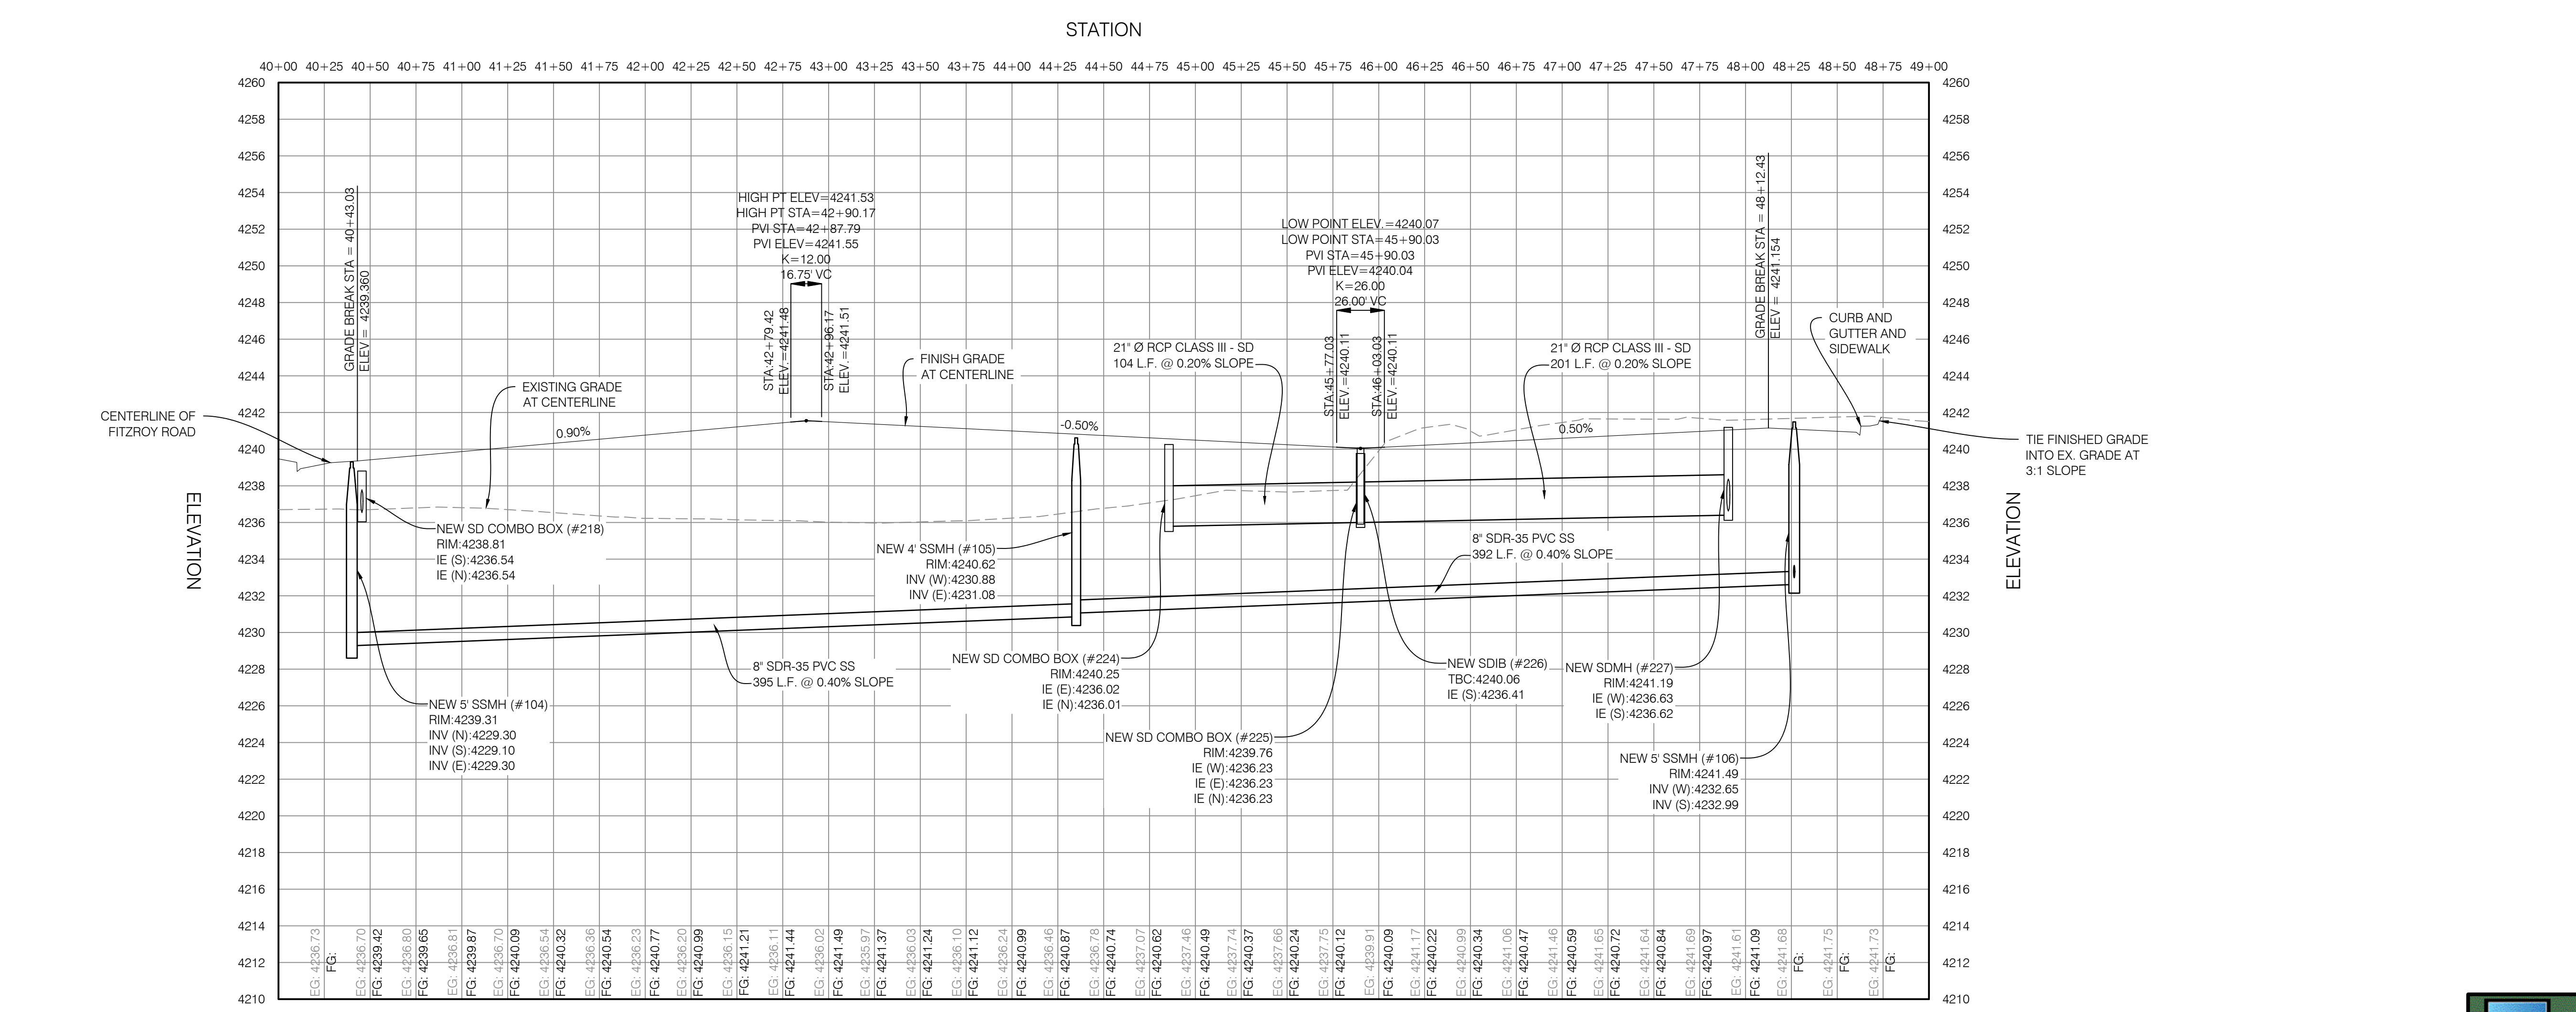 STATION
40+00 40+25 40+50 40+75 41+00 41+25 41+50 41+75 42+00 42+25 42+50 42+75 43+00 43+25 43+50 43+75 44+00 44+25 44+50 44+75 45+00 45+25 45+50 45+75 46+00 46+25 46+50 46+75 47+00 47+25 47+50 47+75 48+00 48+25 48+50 48+75 49+00
4260
4258
4256
4254
4252
4250
4248
4246
4244
4242
4240
4238
4236
4234
4232
4230
4228
4226
4224
4222
4220
4218
4216
4214
4212
4210
ELEVATION
CENTERLINE OF
FITZROY ROAD
GRADE BREAK STA = 40+43.03
ELEV = 4239.360
EXISTING GRADE
AT CENTERLINE
0.90%
HIGH PT ELEV=4241.53
HIGH PT STA=42+90.17
PVI STA=42+87.79
PVI ELEV=4241.55
K=12.00
16.75' VC
STA:42+79.42
ELEV.=4241.48
STA:42+96.17
ELEV.=4241.51
FINISH GRADE
AT CENTERLINE
-0.50%
21" Ø RCP CLASS III - SD
104 L.F. @ 0.20% SLOPE
LOW POINT ELEV.=4240.07
LOW POINT STA=45+90.03
PVI STA=45+90.03
PVI ELEV=4240.04
K=26.00
26.00' VC
STA:45+77.03
ELEV.=4240.11
STA:46+03.03
ELEV.=4240.11
21" Ø RCP CLASS III - SD
201 L.F. @ 0.20% SLOPE
0.50%
GRADE BREAK STA = 48+12.43
ELEV = 4241.154
CURB AND
GUTTER AND
SIDEWALK
TIE FINISHED GRADE
INTO EX. GRADE AT
3:1 SLOPE
NEW SD COMBO BOX (#218)
RIM:4238.81
IE (S):4236.54
IE (N):4236.54
NEW 5' SSMH (#104)
RIM:4239.31
INV (N):4229.30
INV (S):4229.10
INV (E):4229.30
8" SDR-35 PVC SS
395 L.F. @ 0.40% SLOPE
NEW 4' SSMH (#105)
RIM:4240.62
INV (W):4230.88
INV (E):4231.08
NEW SD COMBO BOX (#224)
RIM:4240.25
IE (E):4236.02
IE (N):4236.01
NEW SD COMBO BOX (#225)
RIM:4239.76
IE (W):4236.23
IE (E):4236.23
IE (N):4236.23
8" SDR-35 PVC SS
392 L.F. @ 0.40% SLOPE
NEW SDIB (#226)
TBC:4240.06
IE (S):4236.41
NEW SDMH (#227)
RIM:4241.19
IE (W):4236.63
IE (S):4236.62
NEW 5' SSMH (#106)
RIM:4241.49
INV (W):4232.65
INV (S):4232.99
4260
4258
4256
4254
4252
4250
4248
4246
4244
4242
4240
4238
4236
4234
4232
4230
4228
4226
4224
4222
4220
4218
4216
4214
4212
4210
ELEVATION
EG: 4236.73
FG:
EG: 4236.70
FG: 4239.42
EG: 4236.80
FG: 4239.65
EG: 4236.81
FG: 4239.87
EG: 4236.70
FG: 4240.09
EG: 4236.54
FG: 4240.32
EG: 4236.36
FG: 4240.54
EG: 4236.23
FG: 4240.77
EG: 4236.20
FG: 4240.99
EG: 4236.15
FG: 4241.21
EG: 4236.11
FG: 4241.44
EG: 4236.02
FG: 4241.49
EG: 4235.97
FG: 4241.37
EG: 4236.03
FG: 4241.24
EG: 4236.10
FG: 4241.12
EG: 4236.24
FG: 4240.99
EG: 4236.46
FG: 4240.87
EG: 4236.78
FG: 4240.74
EG: 4237.07
FG: 4240.62
EG: 4237.46
FG: 4240.49
EG: 4237.74
FG: 4240.37
EG: 4237.66
FG: 4240.24
EG: 4237.75
FG: 4240.12
EG: 4239.91
FG: 4240.09
EG: 4241.17
FG: 4240.22
EG: 4240.99
FG: 4240.34
EG: 4241.06
FG: 4240.47
EG: 4241.46
FG: 4240.59
EG: 4241.65
FG: 4240.72
EG: 4241.64
FG: 4240.84
EG: 4241.69
FG: 4240.97
EG: 4241.61
FG: 4241.09
EG: 4241.68
FG:
EG: 4241.75
FG:
EG: 4241.73
FG: